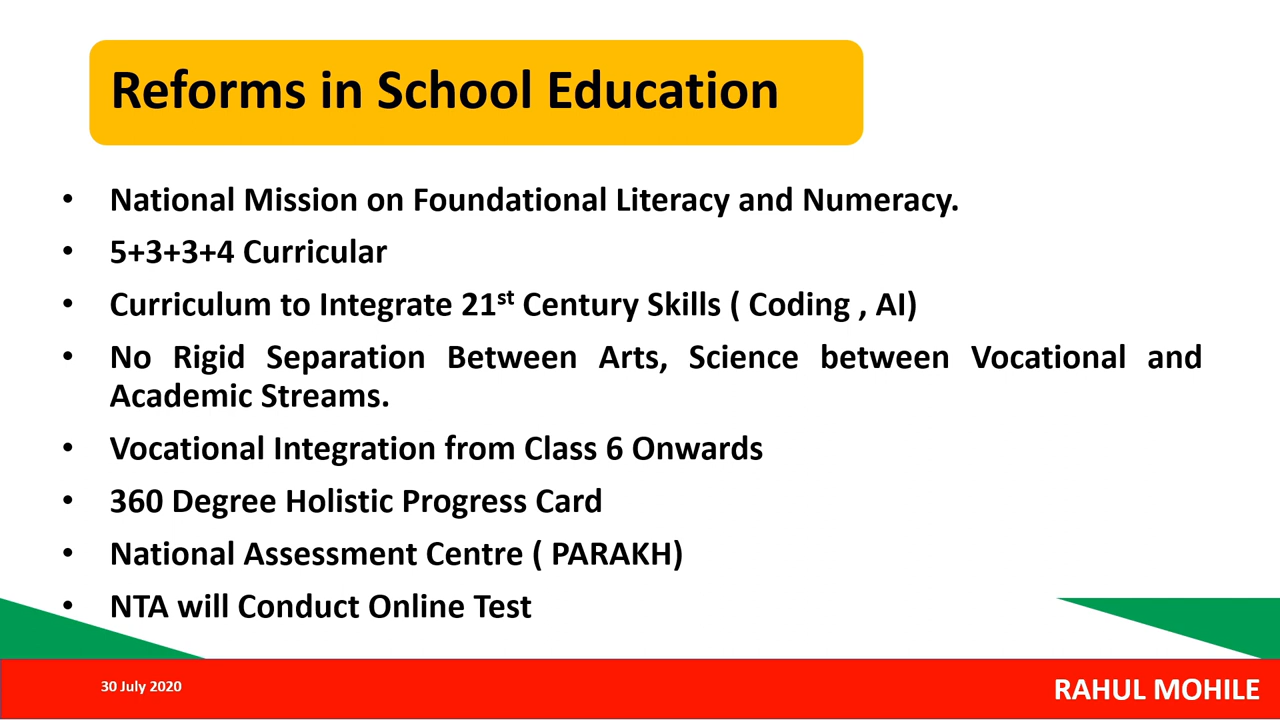 Reforms in School Education
• National Mission on Foundational Literacy and Numeracy.
• 5+3+3+4 Curricular
• Curriculum to Integrate 21st Century Skills ( Coding , AI)
• No Rigid Separation Between Arts, Science between Vocational and
Academic Streams.
• Vocational Integration from Class 6 Onwards
• 360 Degree Holistic Progress Card
• National Assessment Centre ( PARAKH)
• NTA will Conduct Online Test
30 July 2020
RAHUL MOHILE